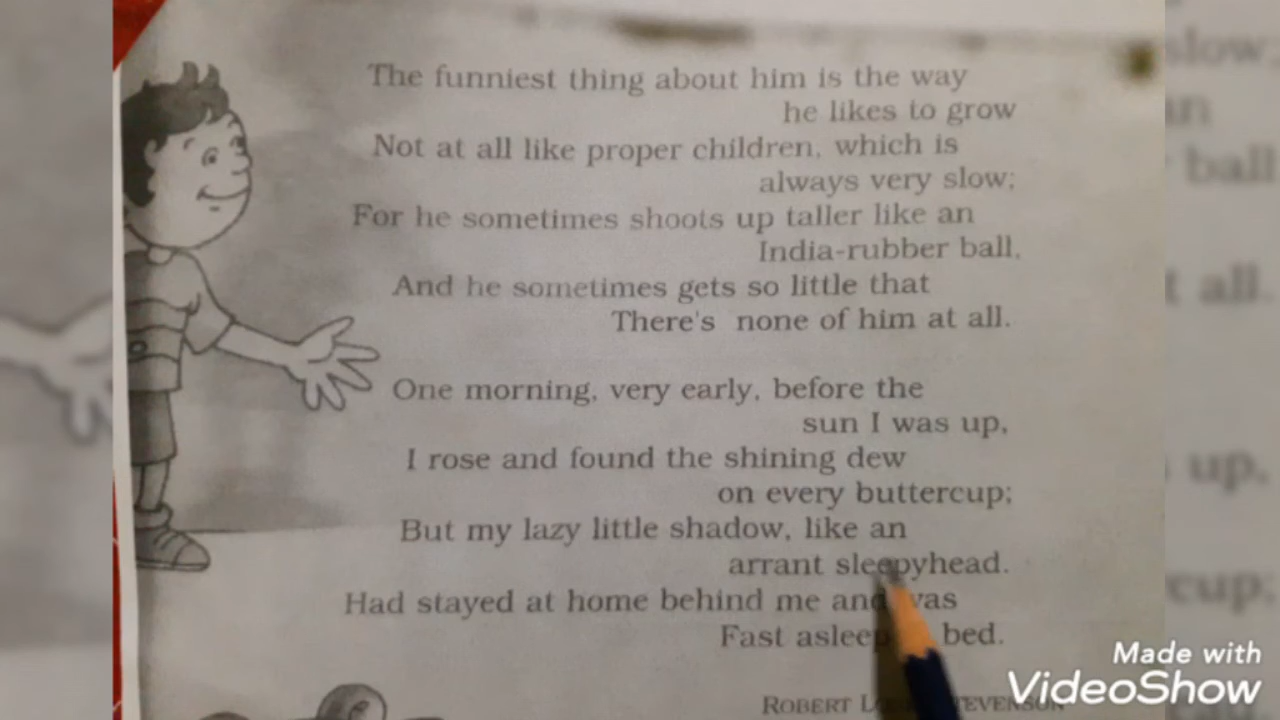 The funniest thing about him is the way
he likes to grow
Not at all like proper children, which is
always very slow;
For he sometimes shoots up taller like an
India-rubber ball,
And he sometimes gets so little that
There's none of him at all.
One morning, very early, before the
sun I was up,
I rose and found the shining dew
on every buttercup;
But my lazy little shadow, like an
arrant sleepyhead.
Had stayed at home behind me and was
Fast asleep bed.
ROBERT
Made with
VideoShow